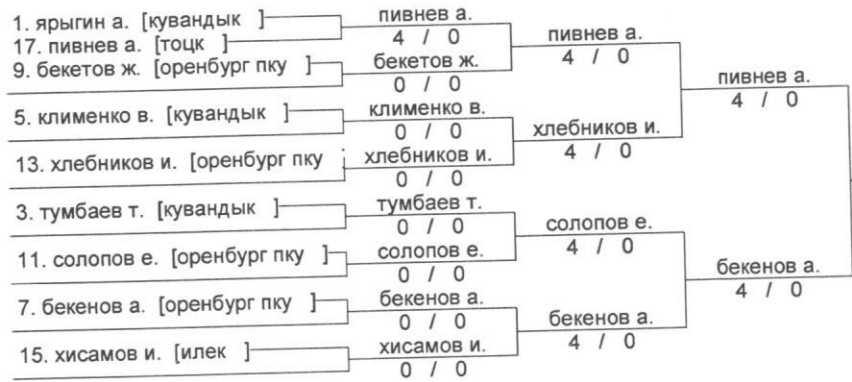 1. ярыгин а. [кувандык ]
17. пивнев а. [тоцк ]
9. бекетов ж. [оренбург пку ]
5. клименко в. [кувандык ]
13. хлебников и. [оренбург пку
3. тумбаев т. [кувандык ]
11. солопов е. [оренбург пку ]
7. бекенов а. [оренбург пку ]
15. хисамов и. [илек ]
пивнев а.
4 / 0
бекетов ж.
0 / 0
клименко в.
0 / 0
хлебников и.
0 / 0
тумбаев т.
0 / 0
солопов е.
0 / 0
бекенов а.
0 / 0
хисамов и.
0 / 0
пивнев а.
4 / 0
хлебников и.
4 / 0
солопов е.
4 / 0
бекенов а.
4 / 0
пивнев а.
4 / 0
бекенов а.
4 / 0